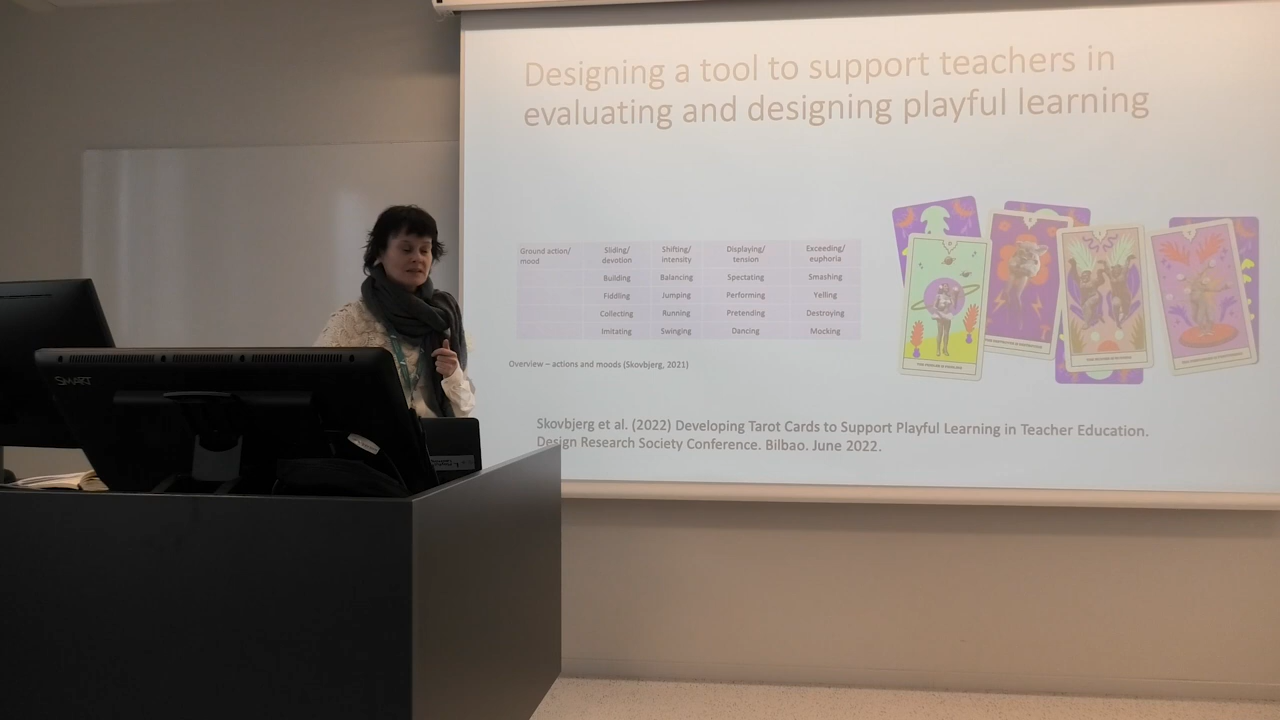 Designing a tool to support teachers in
evaluating and designing playful learning
Ground action/ mood Sliding/ devotion Shifting/ intensity Displaying/ tension Exceeding/ euphoria
Building Balancing Spectating Smashing
Fiddling Jumping Performing Yelling
Collecting Running Pretending Destroying
Imitating Swinging Dancing Mocking
Overview – actions and moods (Skovbjerg, 2021)
Skovbjerg et al. (2022) Developing Tarot Cards to Support Playful Learning in Teacher Education.
Design Research Society Conference. Bilbao. June 2022.
SMART